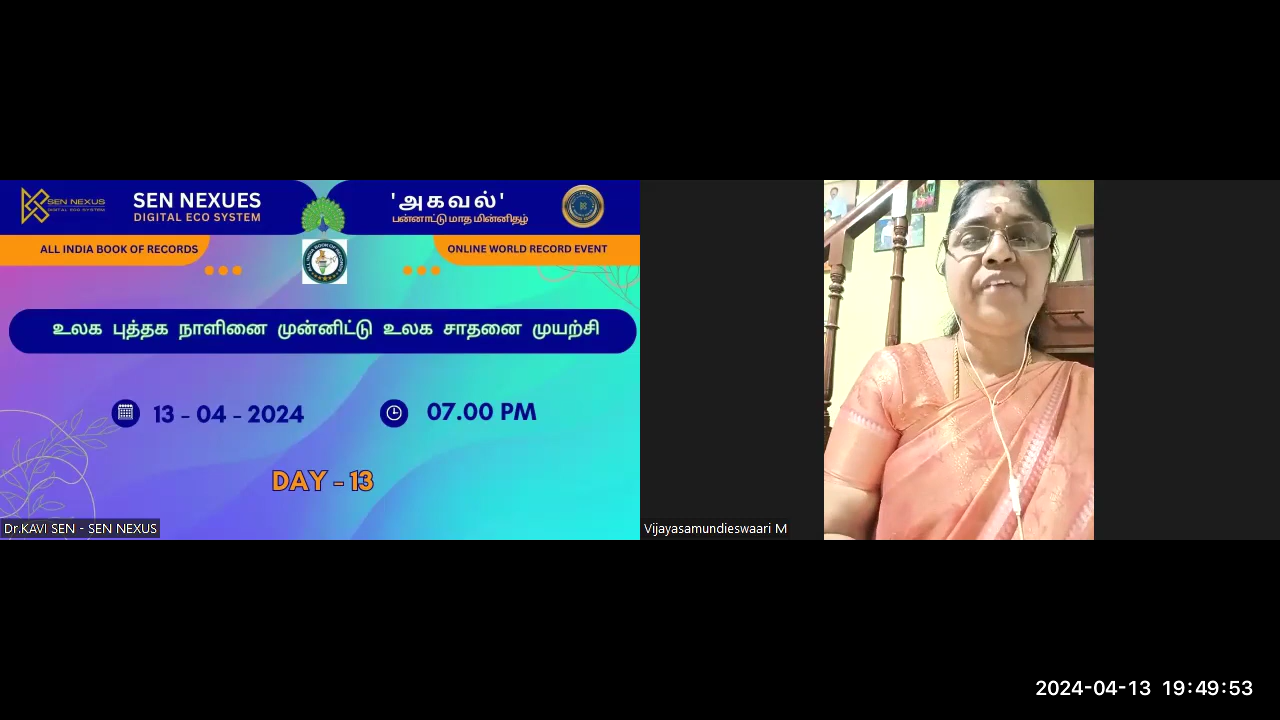 SEN NEXUS
DIGITAL ECO SYSTEM
SEN NEXUES
DIGITAL ECO SYSTEM
'அகவல்'
பன்னாட்டு மாத மின்னிதழ்
ALL INDIA BOOK OF RECORDS
ONLINE WORLD RECORD EVENT
உலக புத்தக நாளினை முன்னிட்டு உலக சாதனை முயற்சி
13 - 04 - 2024
07.00 PM
DAY - 13
Dr.KAVI SEN - SEN NEXUS
Vijayasamundieswaari M
2024-04-13 19:49:53